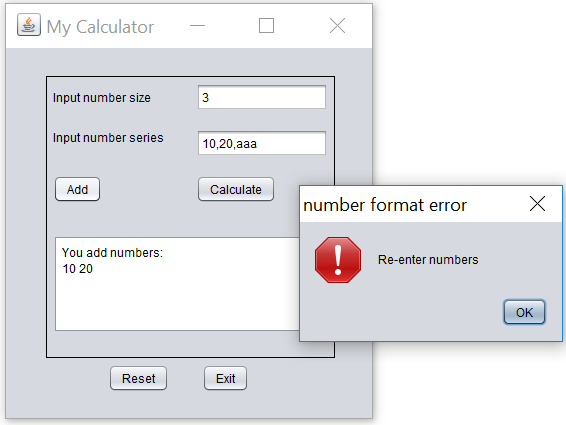 My Calculator
Input number size
3
Input number series
10,20,aaa
Add
Calculate
You add numbers:
10 20
Reset
Exit
number format error
Re-enter numbers
OK